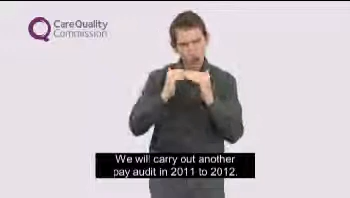 CareQuality
Commission
We will carry out another
pay audit in 2011 to 2012.